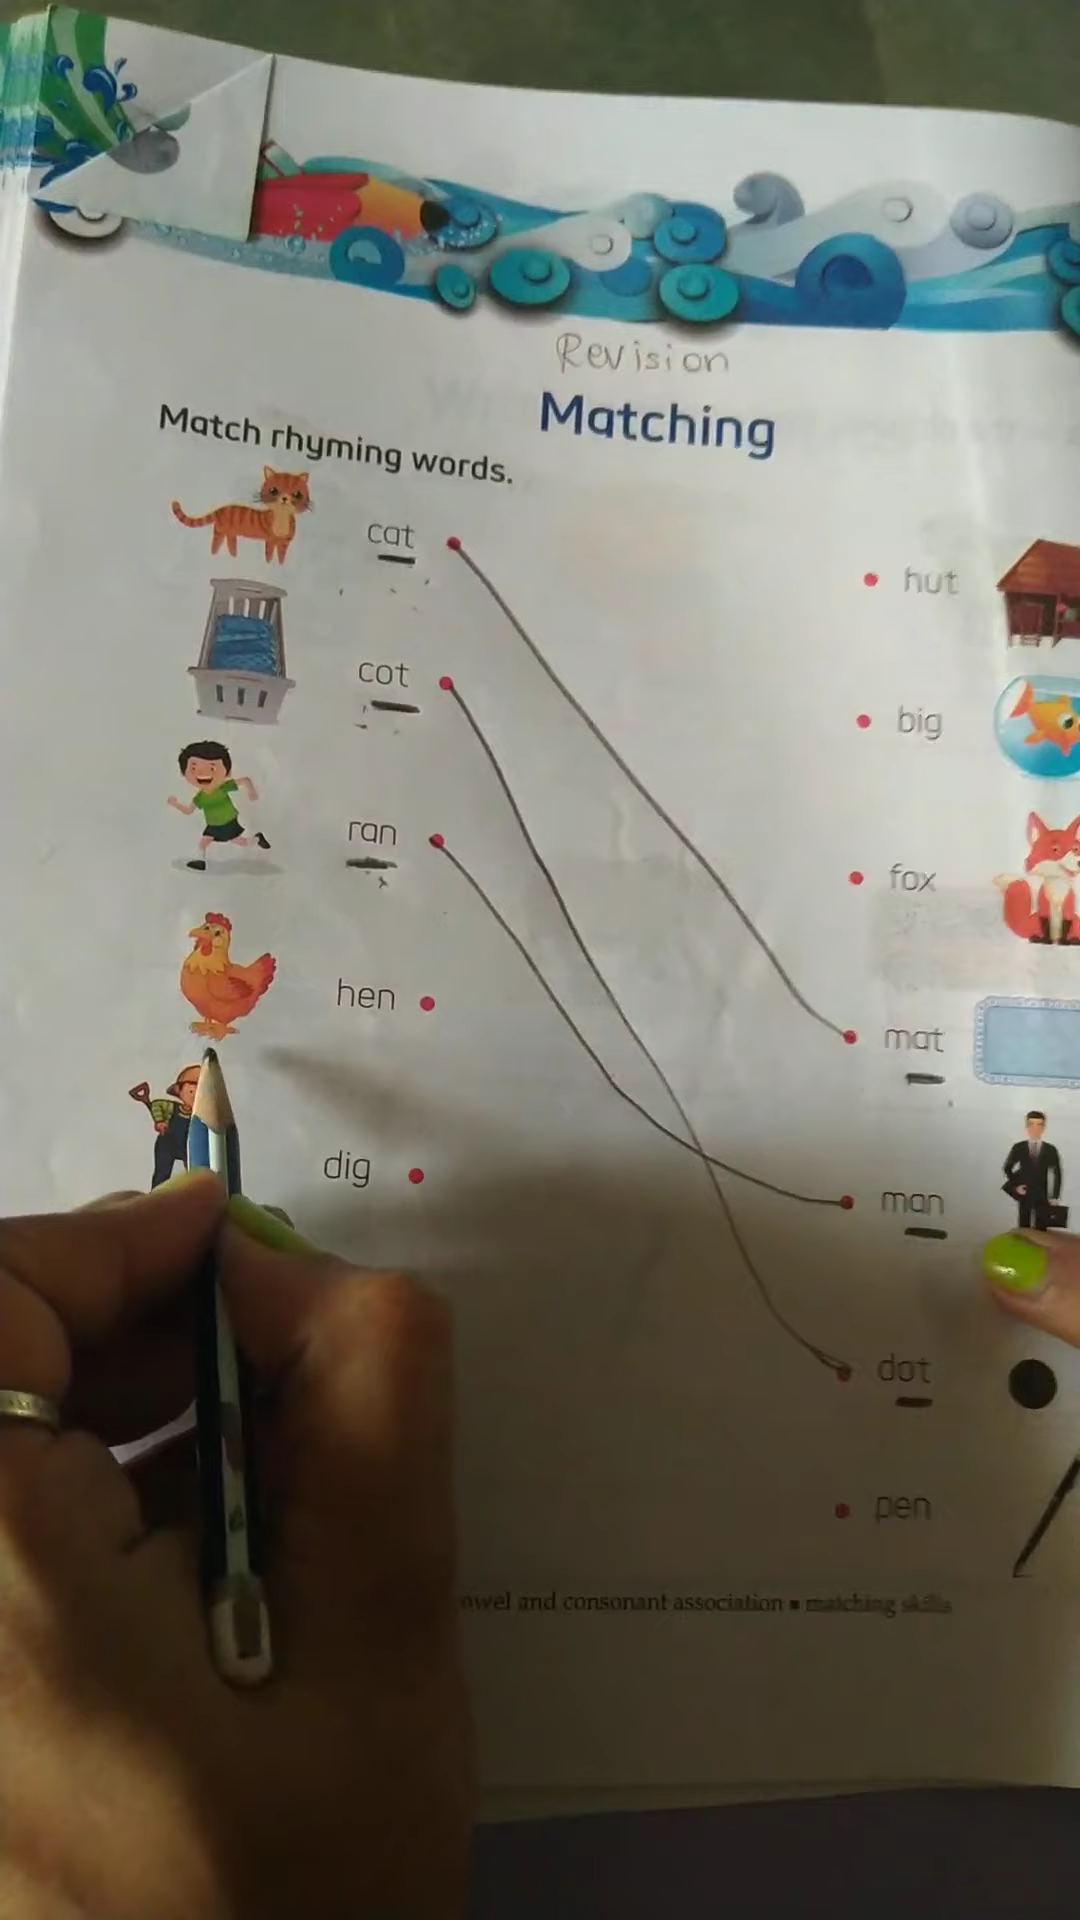 Revision
Matching
Match rhyming words.
cat
hut
cot
big
ran
fox
hen
mat
dig
man
dot
pen
owel and consonant association ▪ matching skills